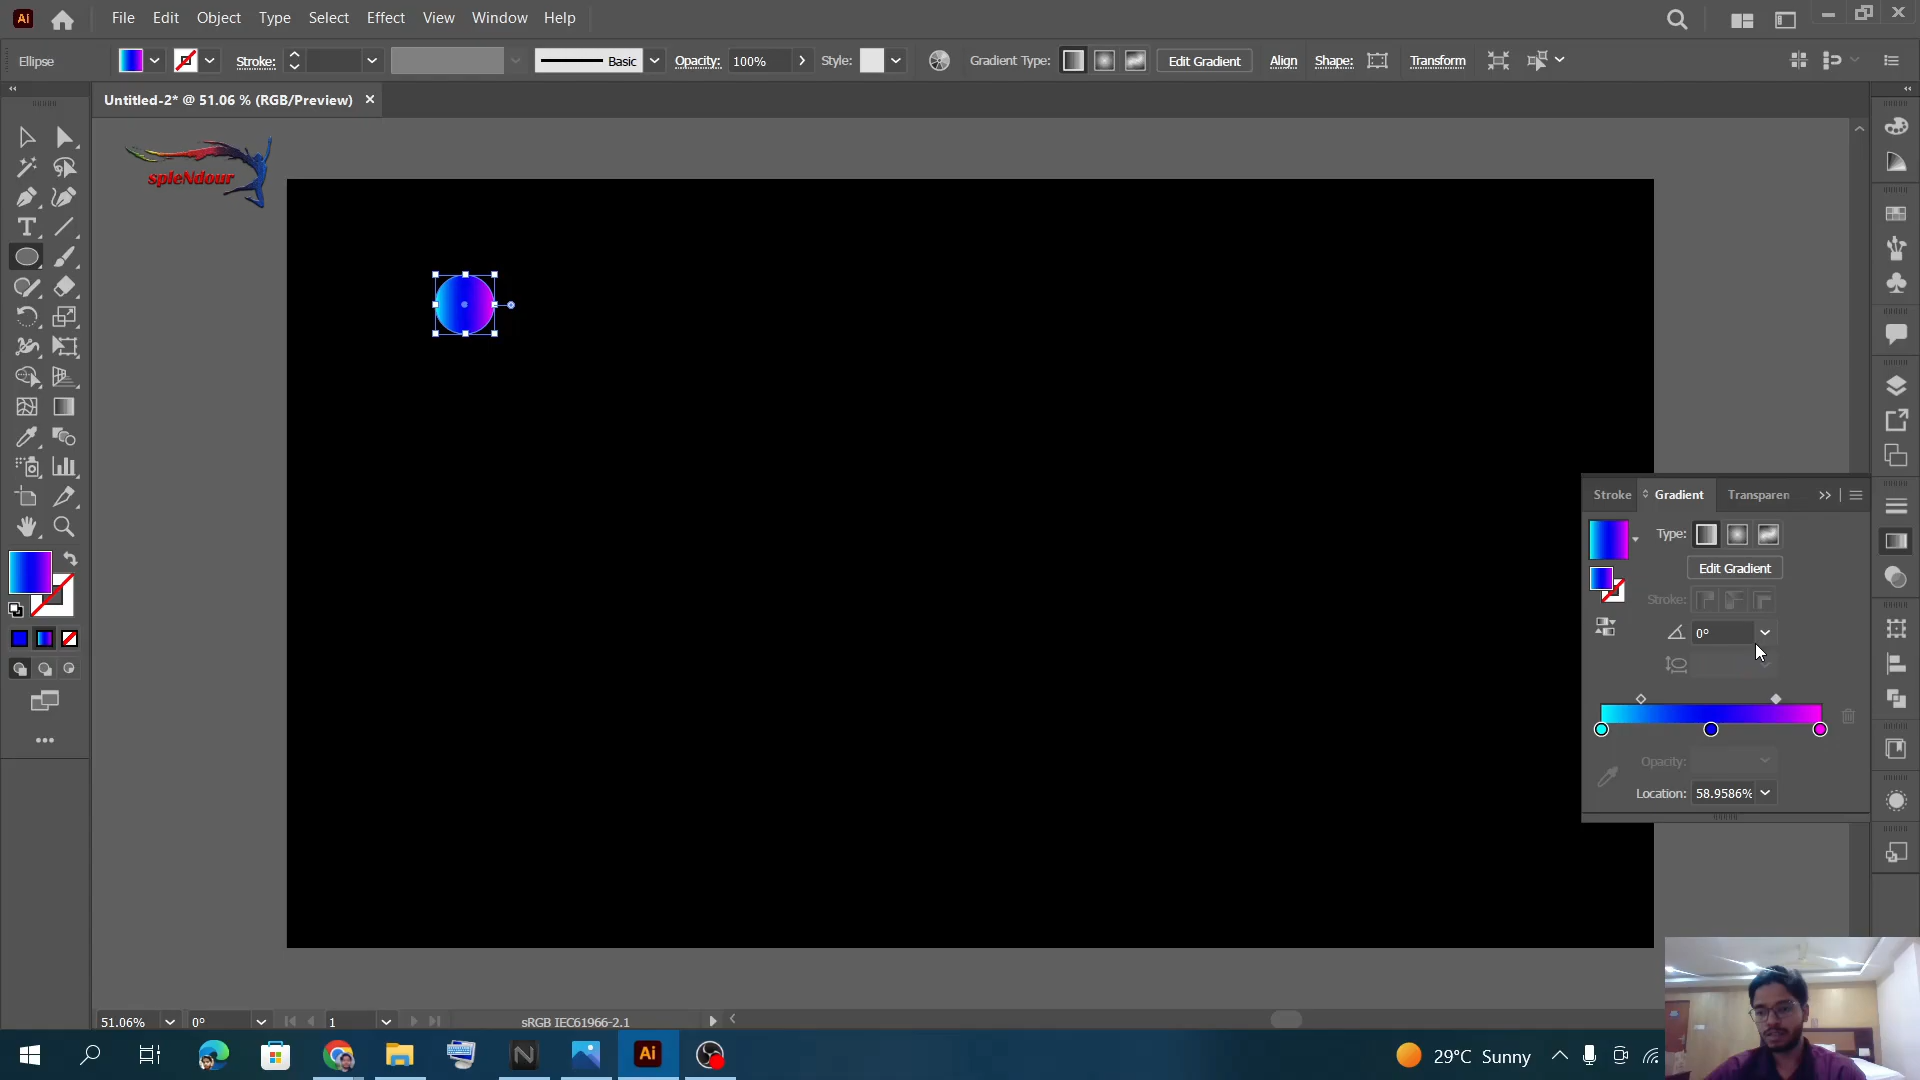 Ai File Edit Object Type Select Effect View Window Help
Ellipse Stroke: Basic Opacity: 100% Style: Gradient Type: Edit Gradient Align Shape: Transform
Untitled-2* @ 51.06 % (RGB/Preview) ×
spleNdour
Stroke Gradient Transparen
Type:
Edit Gradient
Stroke:
0°
Opacity:
Location: 58.9586%
51.06% 0° 1 sRGB IEC61966-2.1
N Ai 29°C Sunny